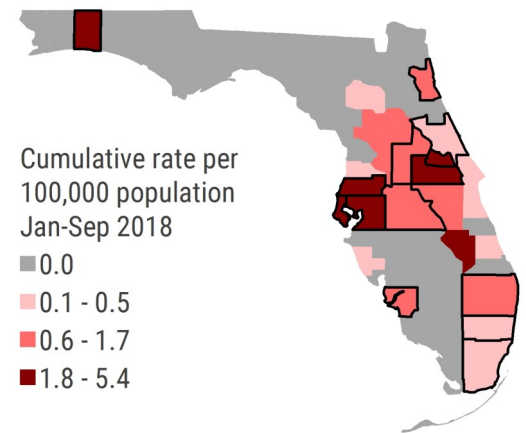 Cumulative rate per
100,000 population
Jan-Sep 2018
0.0
0.1 - 0.5
0.6 - 1.7
1.8 - 5.4